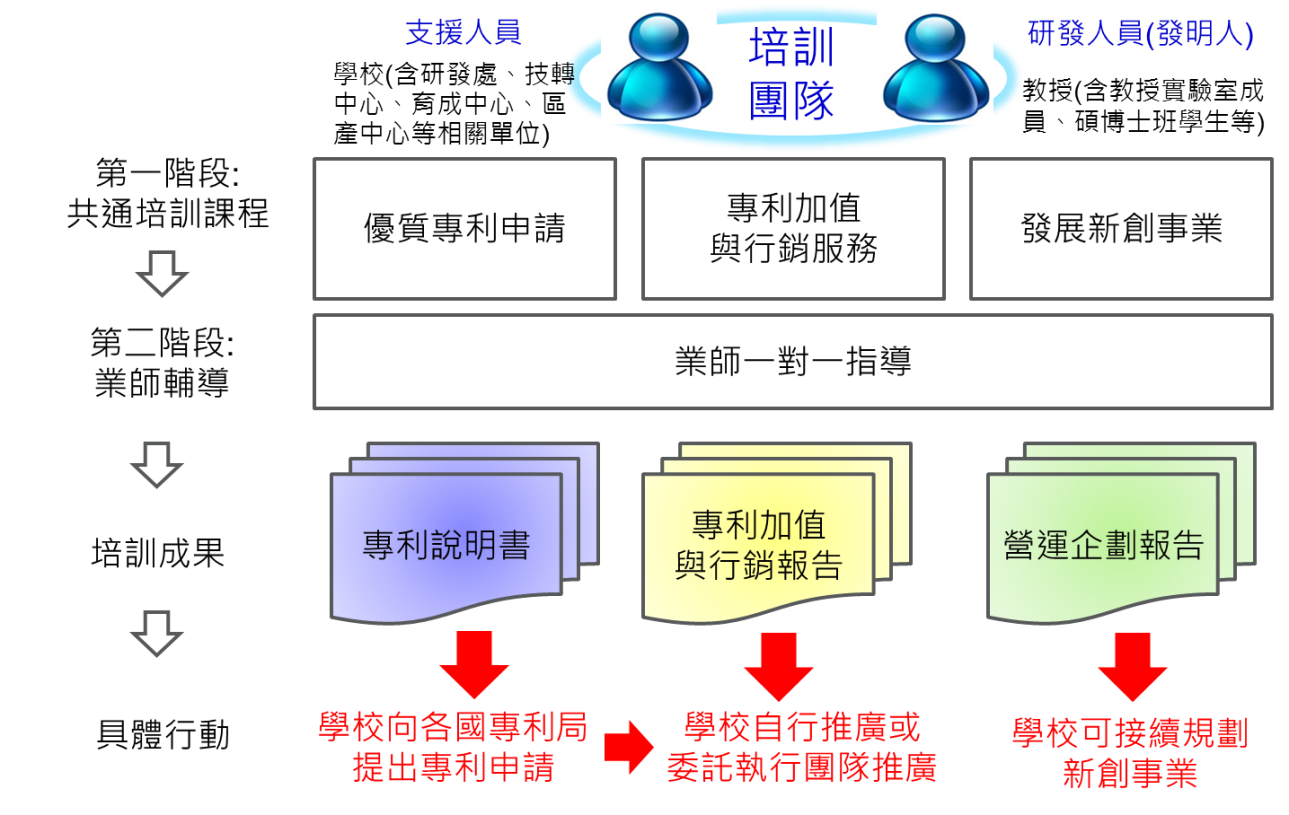 支援人員
學校(含研發處、技轉
中心、育成中心、區
產中心等相關單位)
培訓
團隊
研發人員(發明人)
教授(含教授實驗室成
員、碩博士班學生等)
第一階段:
共通培訓課程
優質專利申請
專利加值
與行銷服務
發展新創事業
第二階段:
業師輔導
業師一對一指導
培訓成果
專利說明書
專利加值
與行銷報告
營運企劃報告
具體行動
學校向各國專利局
提出專利申請
學校自行推廣或
委託執行團隊推廣
學校可接續規劃
新創事業